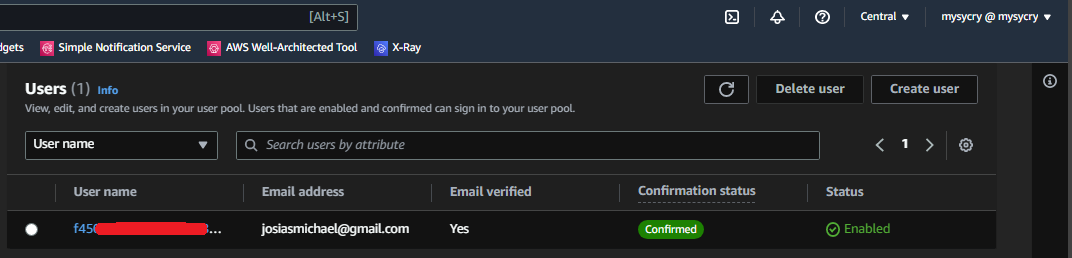 [Alt+S]
Central ▼
mysycry @ mysycry ▼
dgets
Simple Notification Service
AWS Well-Architected Tool
X-Ray
Users (1) Info
View, edit, and create users in your user pool. Users that are enabled and confirmed can sign in to your user pool.
Delete user
Create user
User name
Search users by attribute
1
User name
Email address
Email verified
Confirmation status
Status
f450
...
josiasmichael@gmail.com
Yes
Confirmed
Enabled